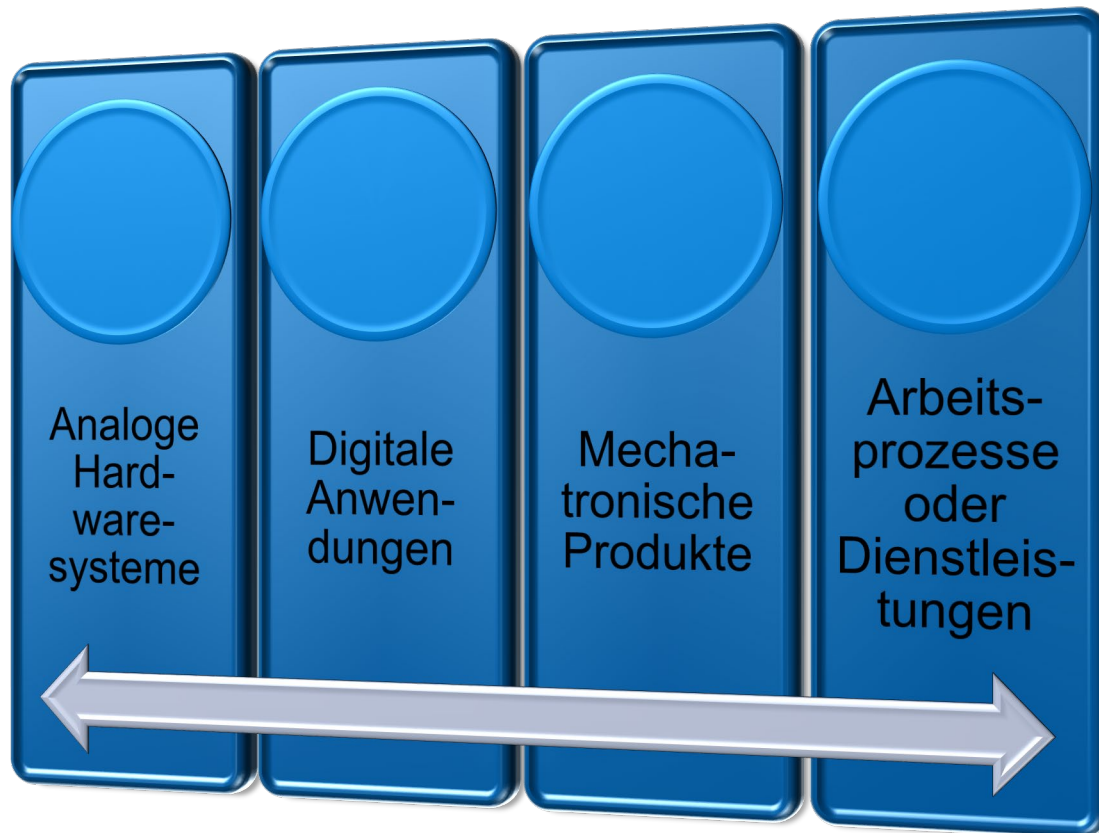 Analoge
Hard-
ware-
systeme
Digitale
Anwen-
dungen
Mecha-
tronische
Produkte
Arbeits-
prozesse
oder
Dienstleis-
tungen